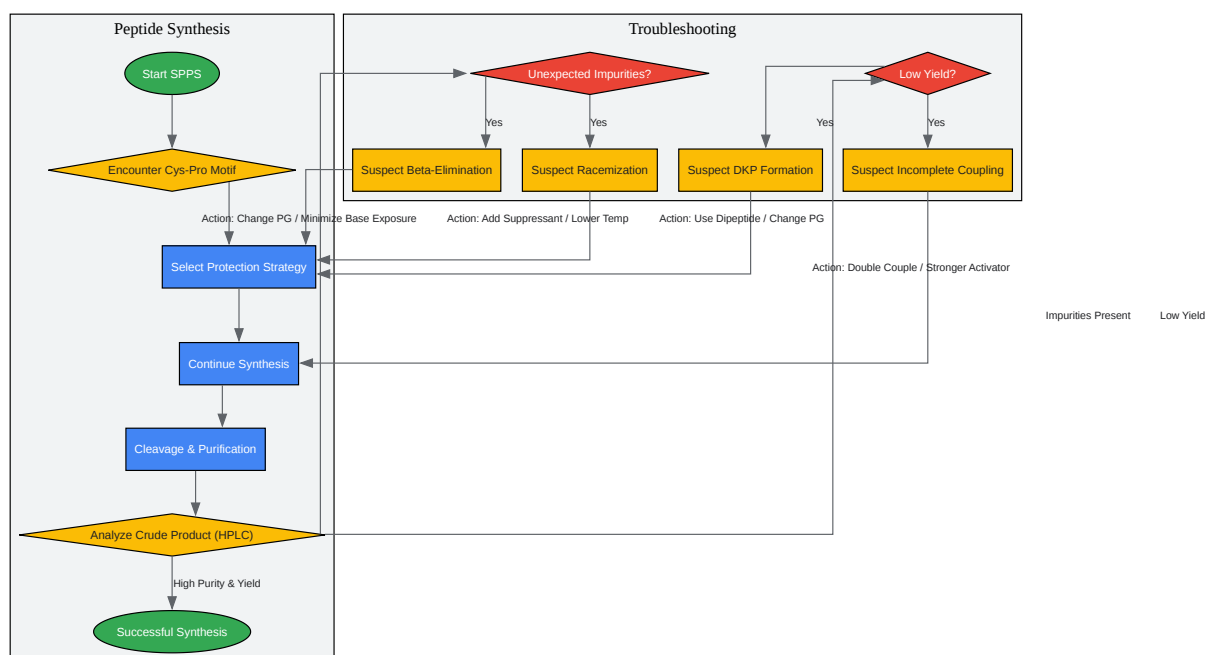 Peptide Synthesis
Troubleshooting
Start SPPS
Unexpected Impurities?
Low Yield?
Yes
Yes
Yes
Yes
Encounter Cys-Pro Motif
Suspect Beta-Elimination
Suspect Racemization
Suspect DKP Formation
Suspect Incomplete Coupling
Action: Change PG / Minimize Base Exposure
Action: Add Suppressant / Lower Temp
Action: Use Dipeptide / Change PG
Select Protection Strategy
Action: Double Couple / Stronger Activator
Impurities Present
Low Yield
Continue Synthesis
Cleavage & Purification
Analyze Crude Product (HPLC)
High Purity & Yield
Successful Synthesis